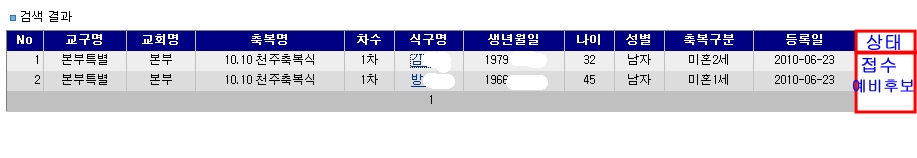 검색 결과
No 교구명 교회명 축복명 차수 식구명 생년월일 나이 성별 축복구분 등록일 상태
1 본부특별 본부 10.10 천주축복식 1차 1979 32 남자 미혼2세 2010-06-23 접수
2 본부특별 본부 10.10 천주축복식 1차 1966 45 남자 미혼1세 2010-06-23 예비후보
1